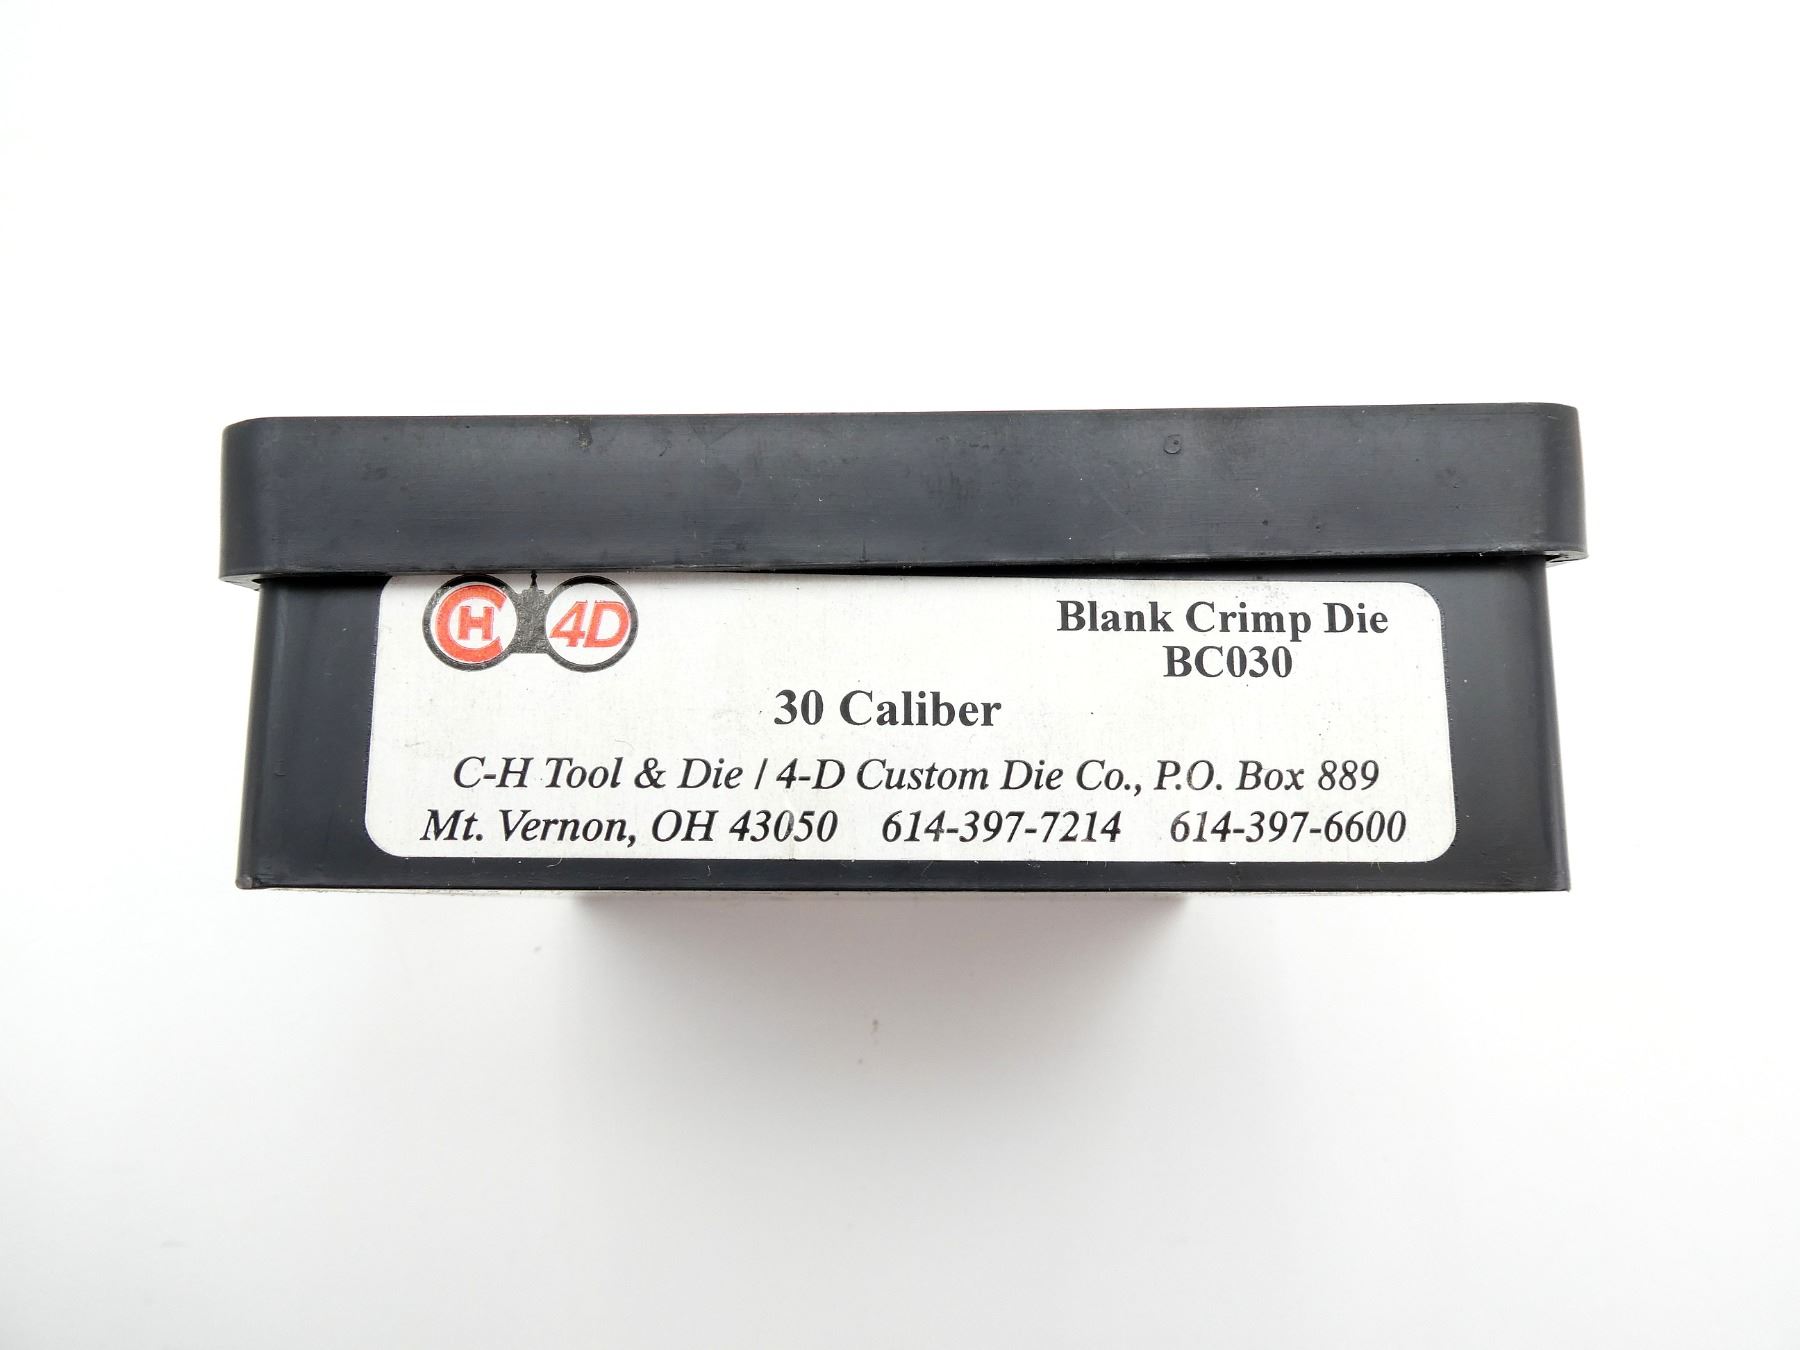 CH 4D
Blank Crimp Die
BC030
30 Caliber
C-H Tool & Die / 4-D Custom Die Co., P.O. Box 889
Mt. Vernon, OH 43050 614-397-7214 614-397-6600